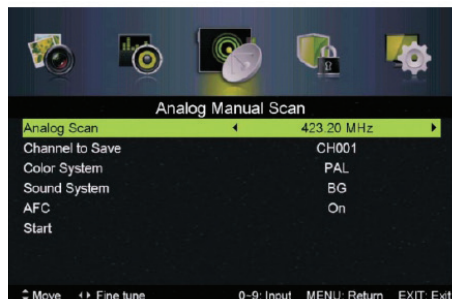 Analog Manual Scan
Analog Scan 423.20 MHz
Channel to Save CH001
Color System PAL
Sound System BG
AFC On
Start
Move Fine tune 0~9: Input MENU: Return EXIT: Exit